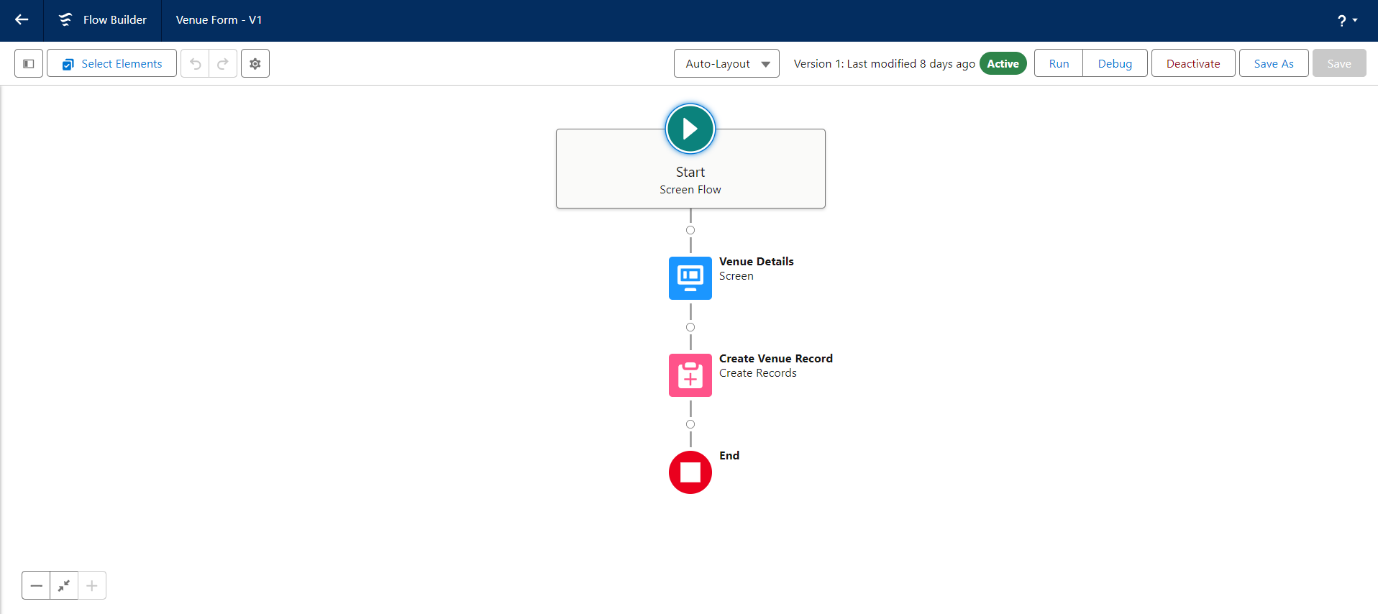 Flow Builder Venue Form - V1 ?
Select Elements Auto-Layout Version 1: Last modified 8 days ago Active Run Debug Deactivate Save As Save
Start
Screen Flow
Venue Details
Screen
Create Venue Record
Create Records
End